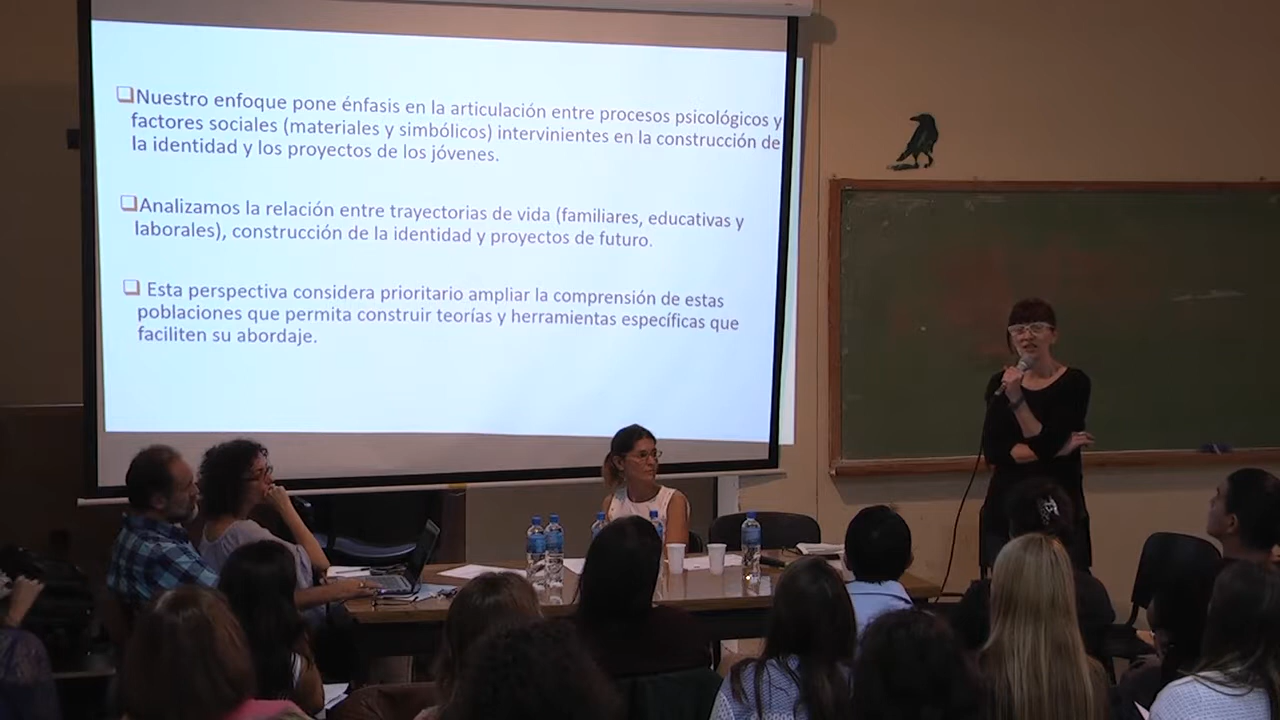 Nuestro enfoque pone énfasis en la articulación entre procesos psicológicos y
factores sociales (materiales y simbólicos) intervinientes en la construcción de
la identidad y los proyectos de los jóvenes.
Analizamos la relación entre trayectorias de vida (familiares, educativas y
laborales), construcción de la identidad y proyectos de futuro.
Esta perspectiva considera prioritario ampliar la comprensión de estas
poblaciones que permita construir teorías y herramientas específicas que
faciliten su abordaje.